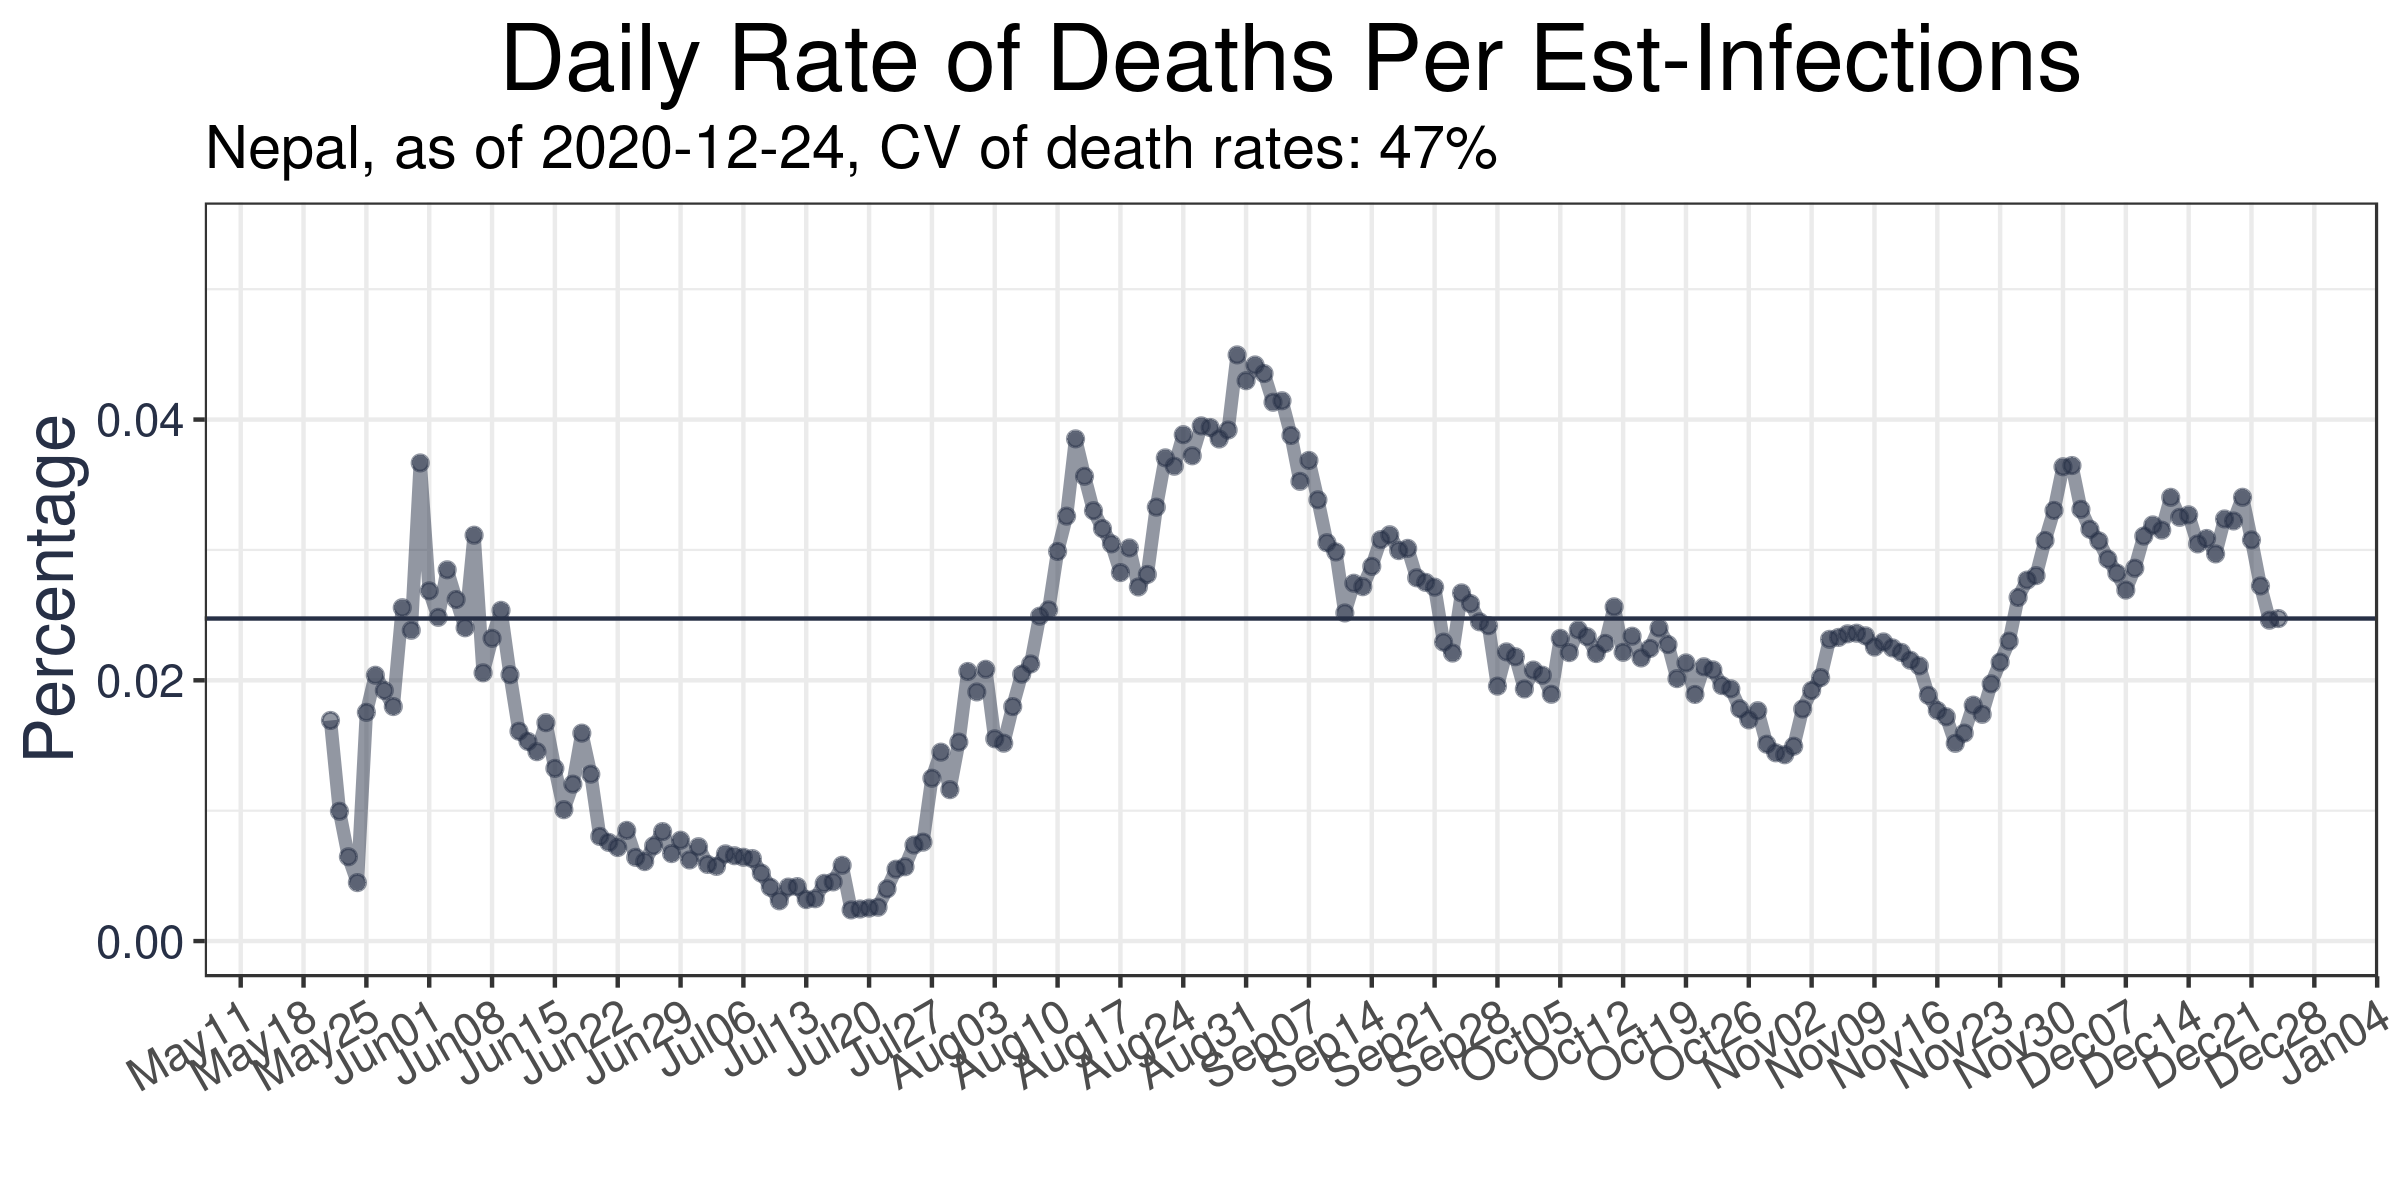 Daily Rate of Deaths Per Est-Infections
Nepal, as of 2020-12-24, CV of death rates: 47%
Percentage
0.04
0.02
0.00
May11
May18
May25
Jun01
Jun08
Jun15
Jun22
Jun29
Jul06
Jul13
Jul20
Jul27
Aug03
Aug10
Aug17
Aug24
Aug31
Sep07
Sep14
Sep21
Sep28
Oct05
Oct12
Oct19
Oct26
Nov02
Nov09
Nov16
Nov23
Nov30
Dec07
Dec14
Dec21
Dec28
Jan04